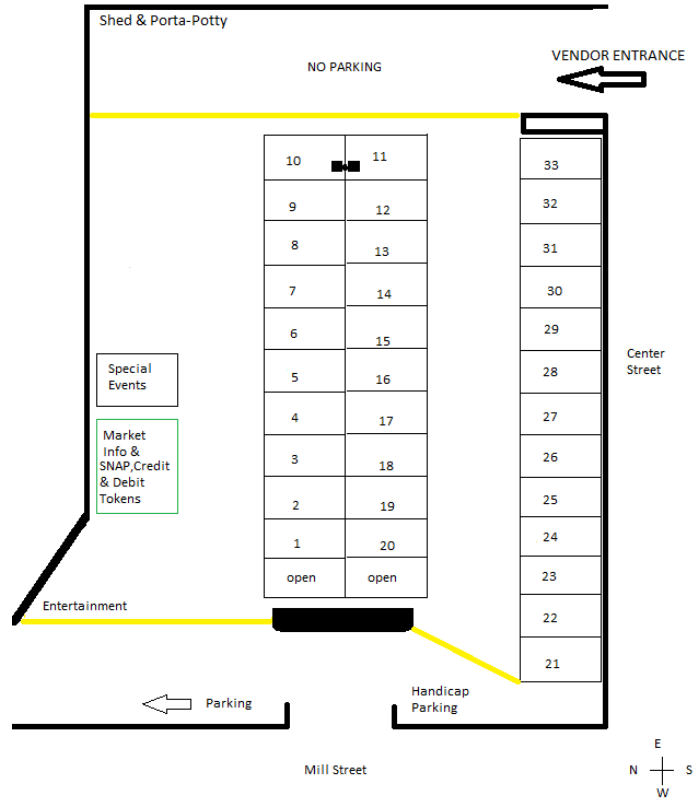 Shed & Porta-Potty
VENDOR ENTRANCE
NO PARKING
10 11
33
9 12
32
8 13
31
7 14
30
6 15
29
Center
Street
Special
Events
5 16
28
4 17
27
Market
Info &
SNAP,Credit
& Debit
Tokens
3 18
26
2 19
25
1 20
24
open open
23
Entertainment
22
21
Parking
Handicap
Parking
Mill Street
E
N S
W